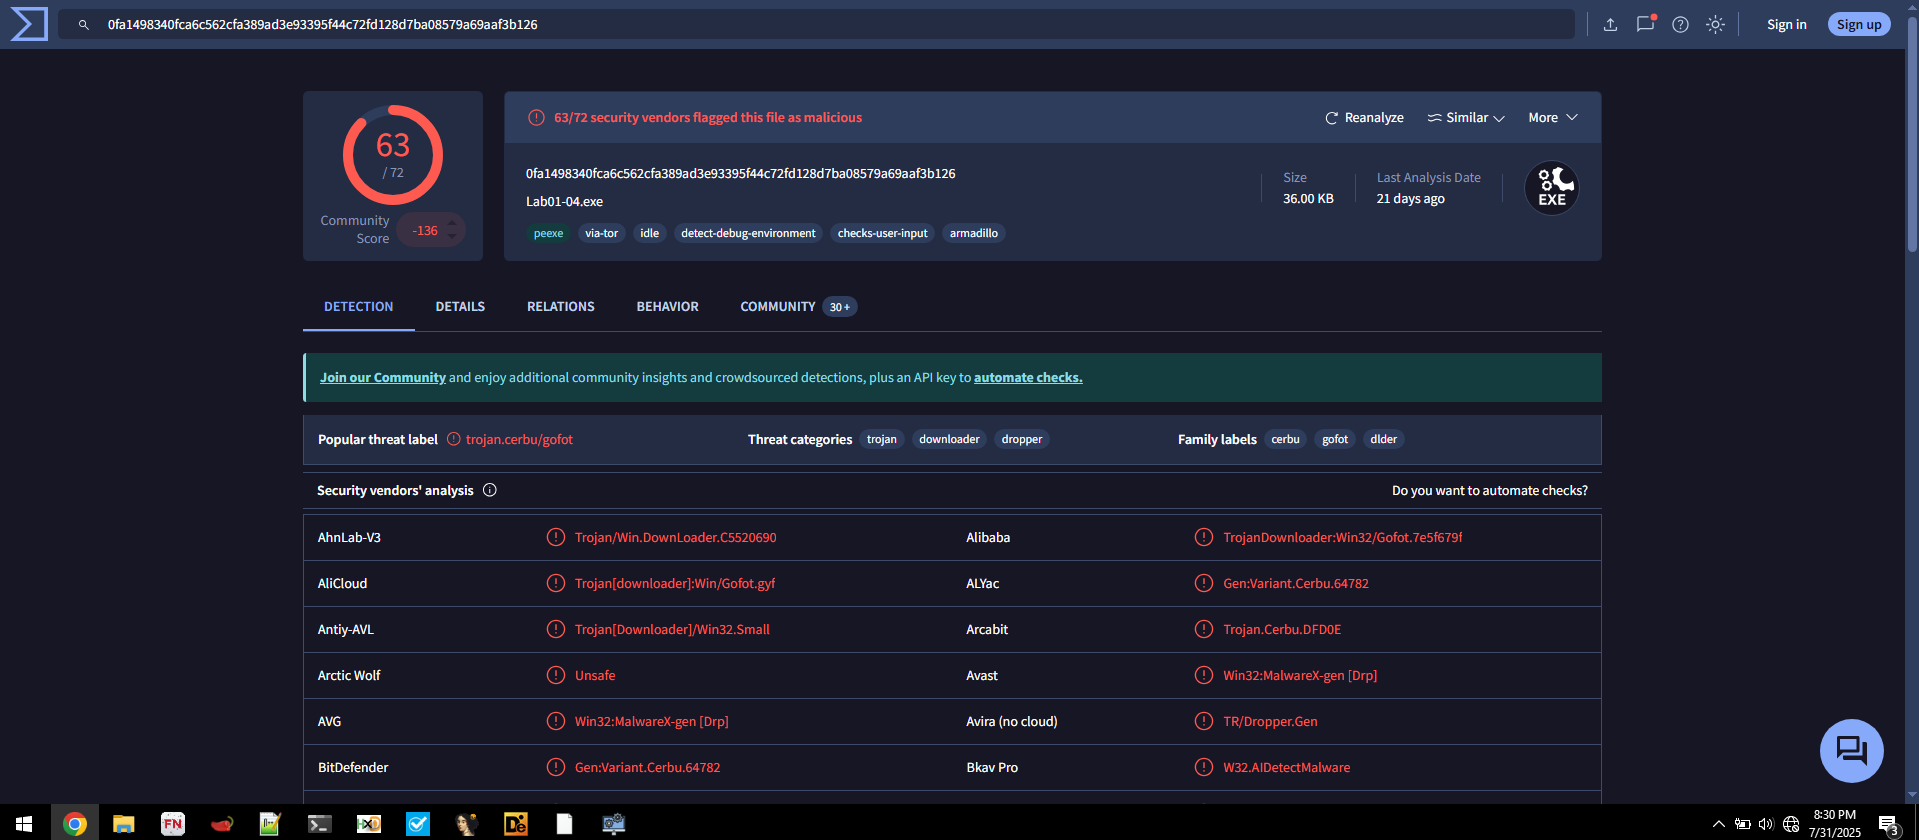 0fa1498340fca6c562cfa389ad3e93395f44c72fd128d7ba08579a69aaf3b126
Sign in
Sign up
63
/ 72
Community
Score
-136
63/72 security vendors flagged this file as malicious
Reanalyze
Similar
More
0fa1498340fca6c562cfa389ad3e93395f44c72fd128d7ba08579a69aaf3b126
Lab01-04.exe
peexe via-tor idle detect-debug-environment checks-user-input armadillo
Size
36.00 KB
Last Analysis Date
21 days ago
EXE
DETECTION DETAILS RELATIONS BEHAVIOR COMMUNITY 30+
Join our Community and enjoy additional community insights and crowdsourced detections, plus an API key to automate checks.
Popular threat label trojan.cerbu/gofot
Threat categories trojan downloader dropper
Family labels cerbu gofot dlder
Security vendors' analysis
Do you want to automate checks?
AhnLab-V3 Trojan/Win.DownLoader.C5520690
Alibaba TrojanDownloader:Win32/Gofot.7e5f679f
AliCloud Trojan[downloader]:Win/Gofot.gyf
ALYac Gen:Variant.Cerbu.64782
Antiy-AVL Trojan[Downloader]/Win32.Small
Arcabit Trojan.Cerbu.DFD0E
Arctic Wolf Unsafe
Avast Win32:MalwareX-gen [Drp]
AVG Win32:MalwareX-gen [Drp]
Avira (no cloud) TR/Dropper.Gen
BitDefender Gen:Variant.Cerbu.64782
Bkav Pro W32.AIDetectMalware
FN
HXD
8:30 PM
7/31/2025
3